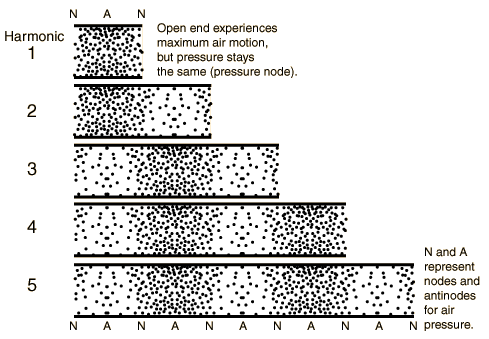 N A N
Harmonic
1
Open end experiences
maximum air motion,
but pressure stays
the same (pressure node).
2
3
4
5
N and A
represent
nodes and
antinodes
for air
pressure.
N A N A N A N A N A N